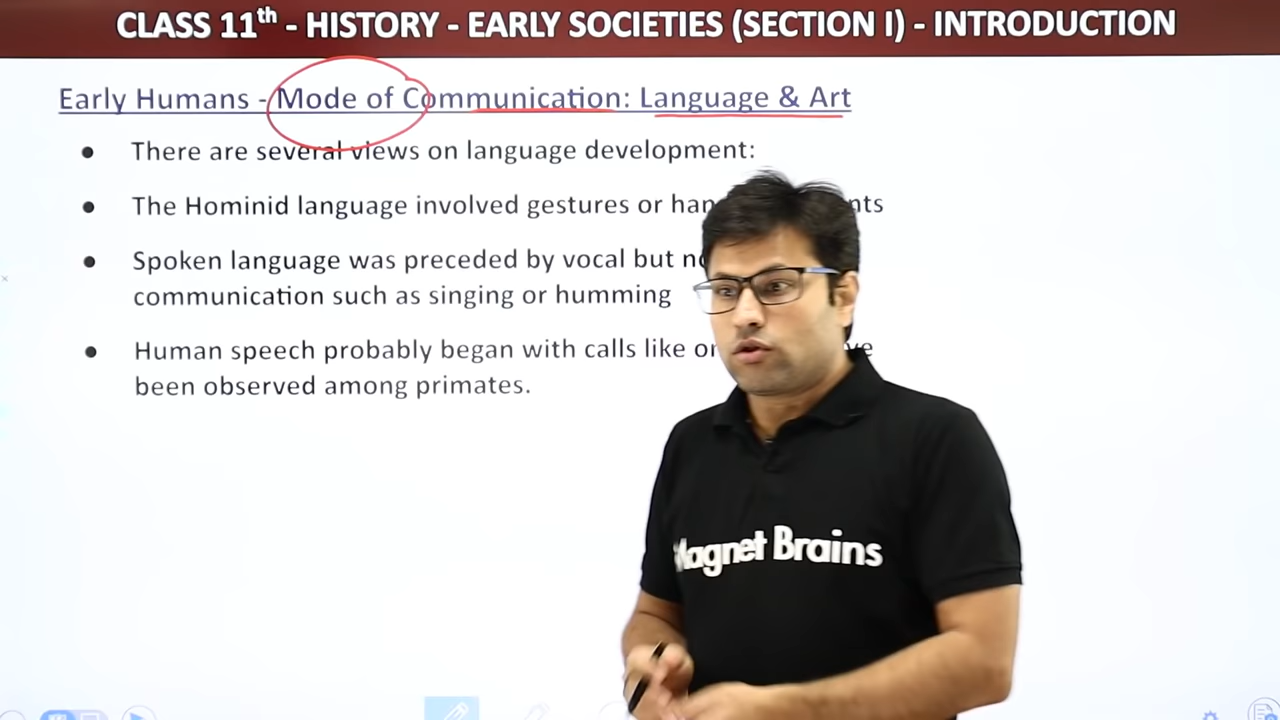 CLASS 11th - HISTORY - EARLY SOCIETIES (SECTION I) - INTRODUCTION
Early Humans - Mode of Communication: Language & Art
● There are several views on language development:
● The Hominid language involved gestures or
● Spoken language was preceded by vocal but
communication such as singing or humming
● Human speech probably began with calls like
been observed among primates.
Magnet Brains